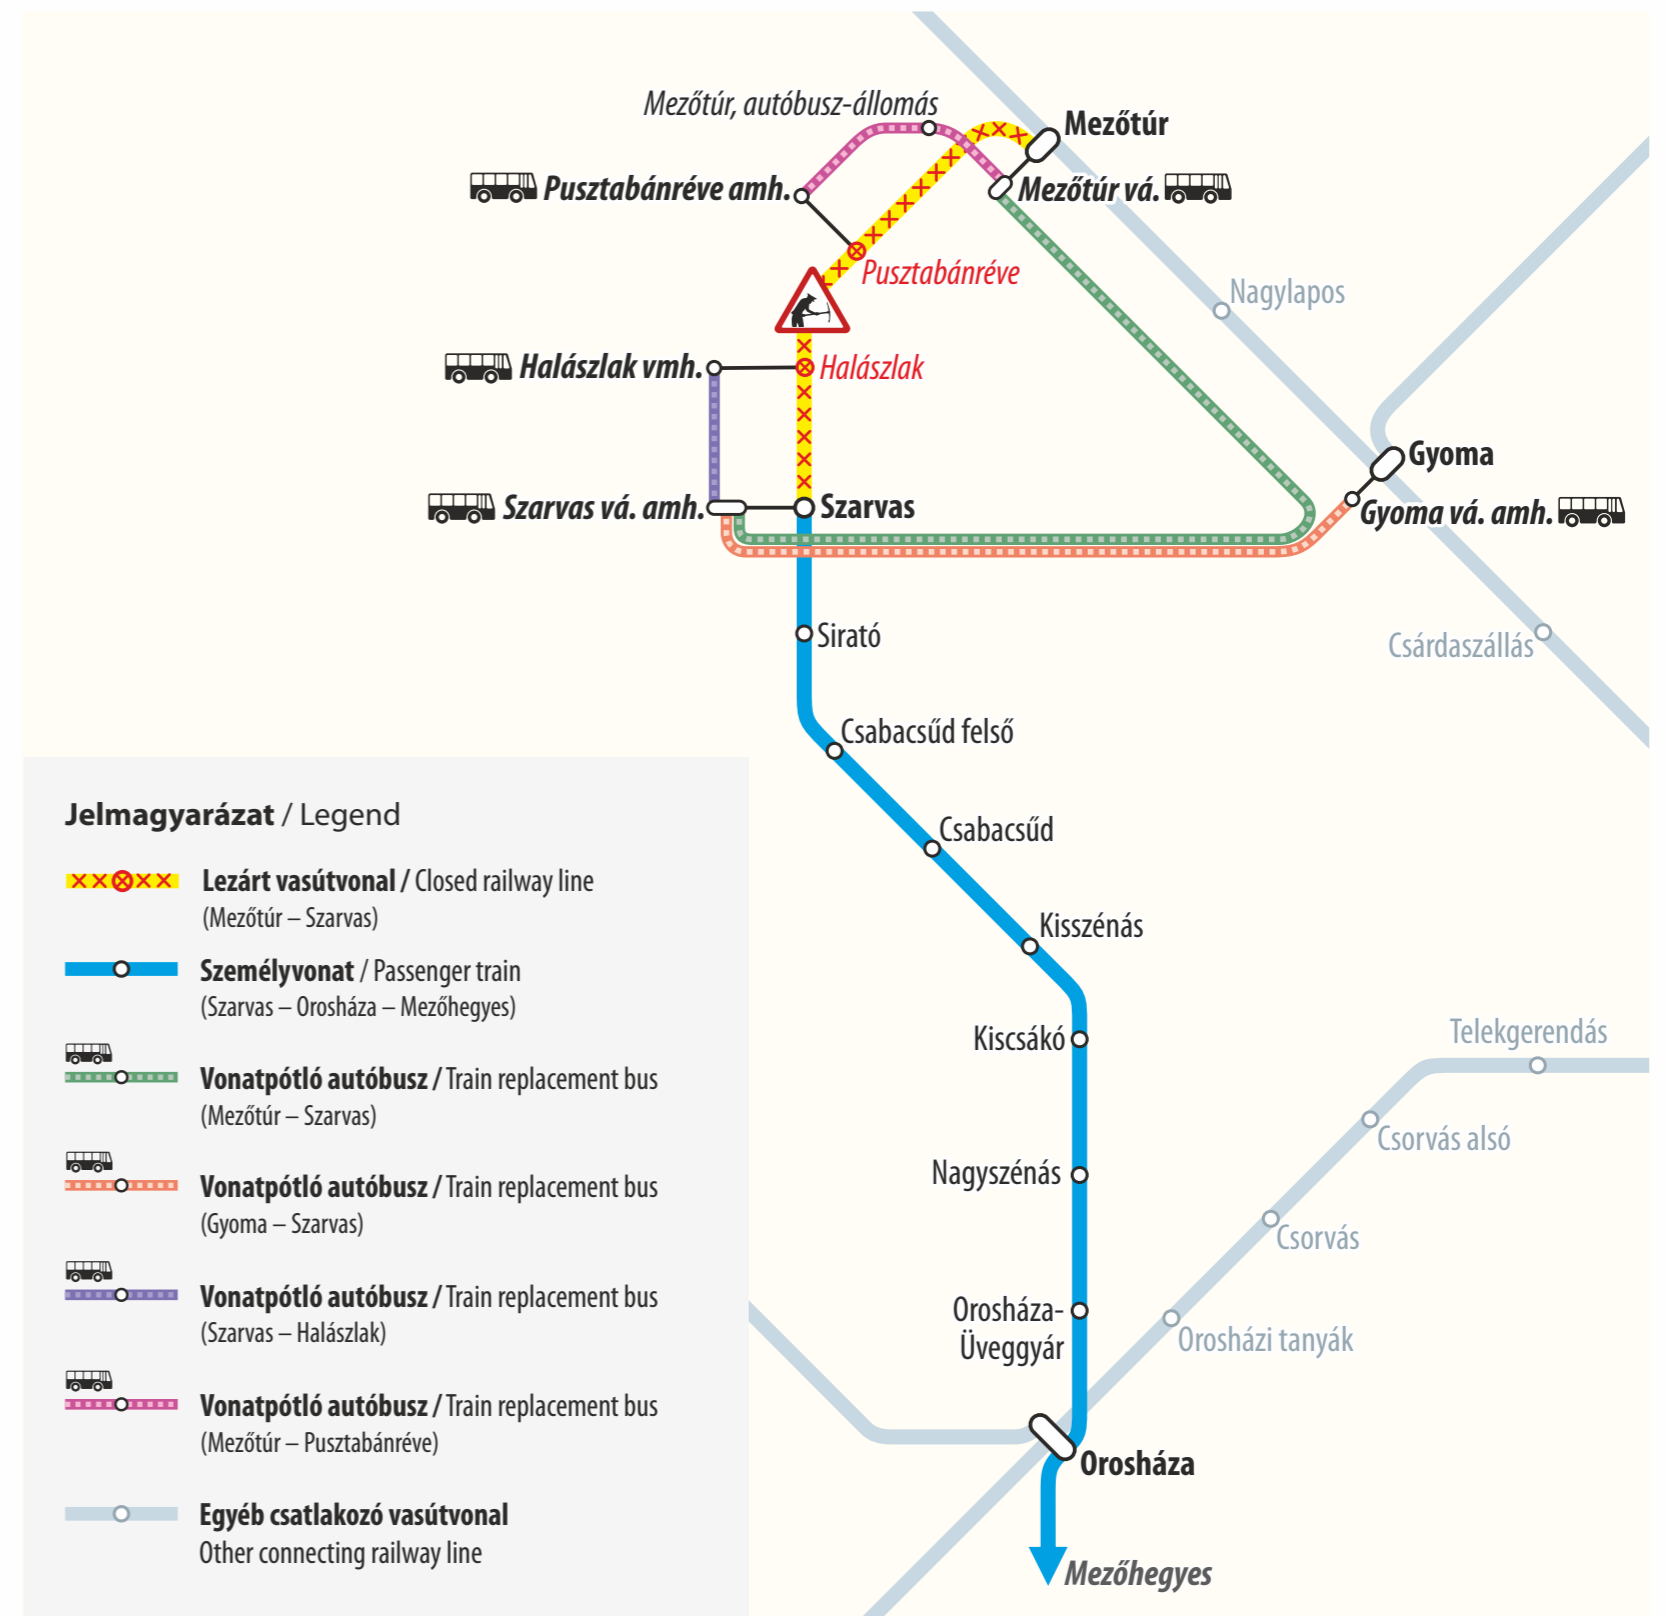 Mezőtúr, autóbusz-állomás
Mezőtúr
Pusztabánréve amh.
Mezőtúr vá.
Pusztabánréve
Nagylapos
Halászlak vmh.
Halászlak
Gyoma
Szarvas vá. amh.
Szarvas
Gyoma vá. amh.
Sirató
Csárdaszállás
Csabacsűd felső
Csabacsűd
Kisszénás
Kiscsákó
Telekgerendás
Csorvás alsó
Nagyszénás
Csorvás
Orosháza-
Üveggyár
Orosházi tanyák
Orosháza
Mezőhegyes
Jelmagyarázat / Legend
Lezárt vasútvonal / Closed railway line
(Mezőtúr – Szarvas)
Személyvonat / Passenger train
(Szarvas – Orosháza – Mezőhegyes)
Vonatpótló autóbusz / Train replacement bus
(Mezőtúr – Szarvas)
Vonatpótló autóbusz / Train replacement bus
(Gyoma – Szarvas)
Vonatpótló autóbusz / Train replacement bus
(Szarvas – Halászlak)
Vonatpótló autóbusz / Train replacement bus
(Mezőtúr – Pusztabánréve)
Egyéb csatlakozó vasútvonal
Other connecting railway line